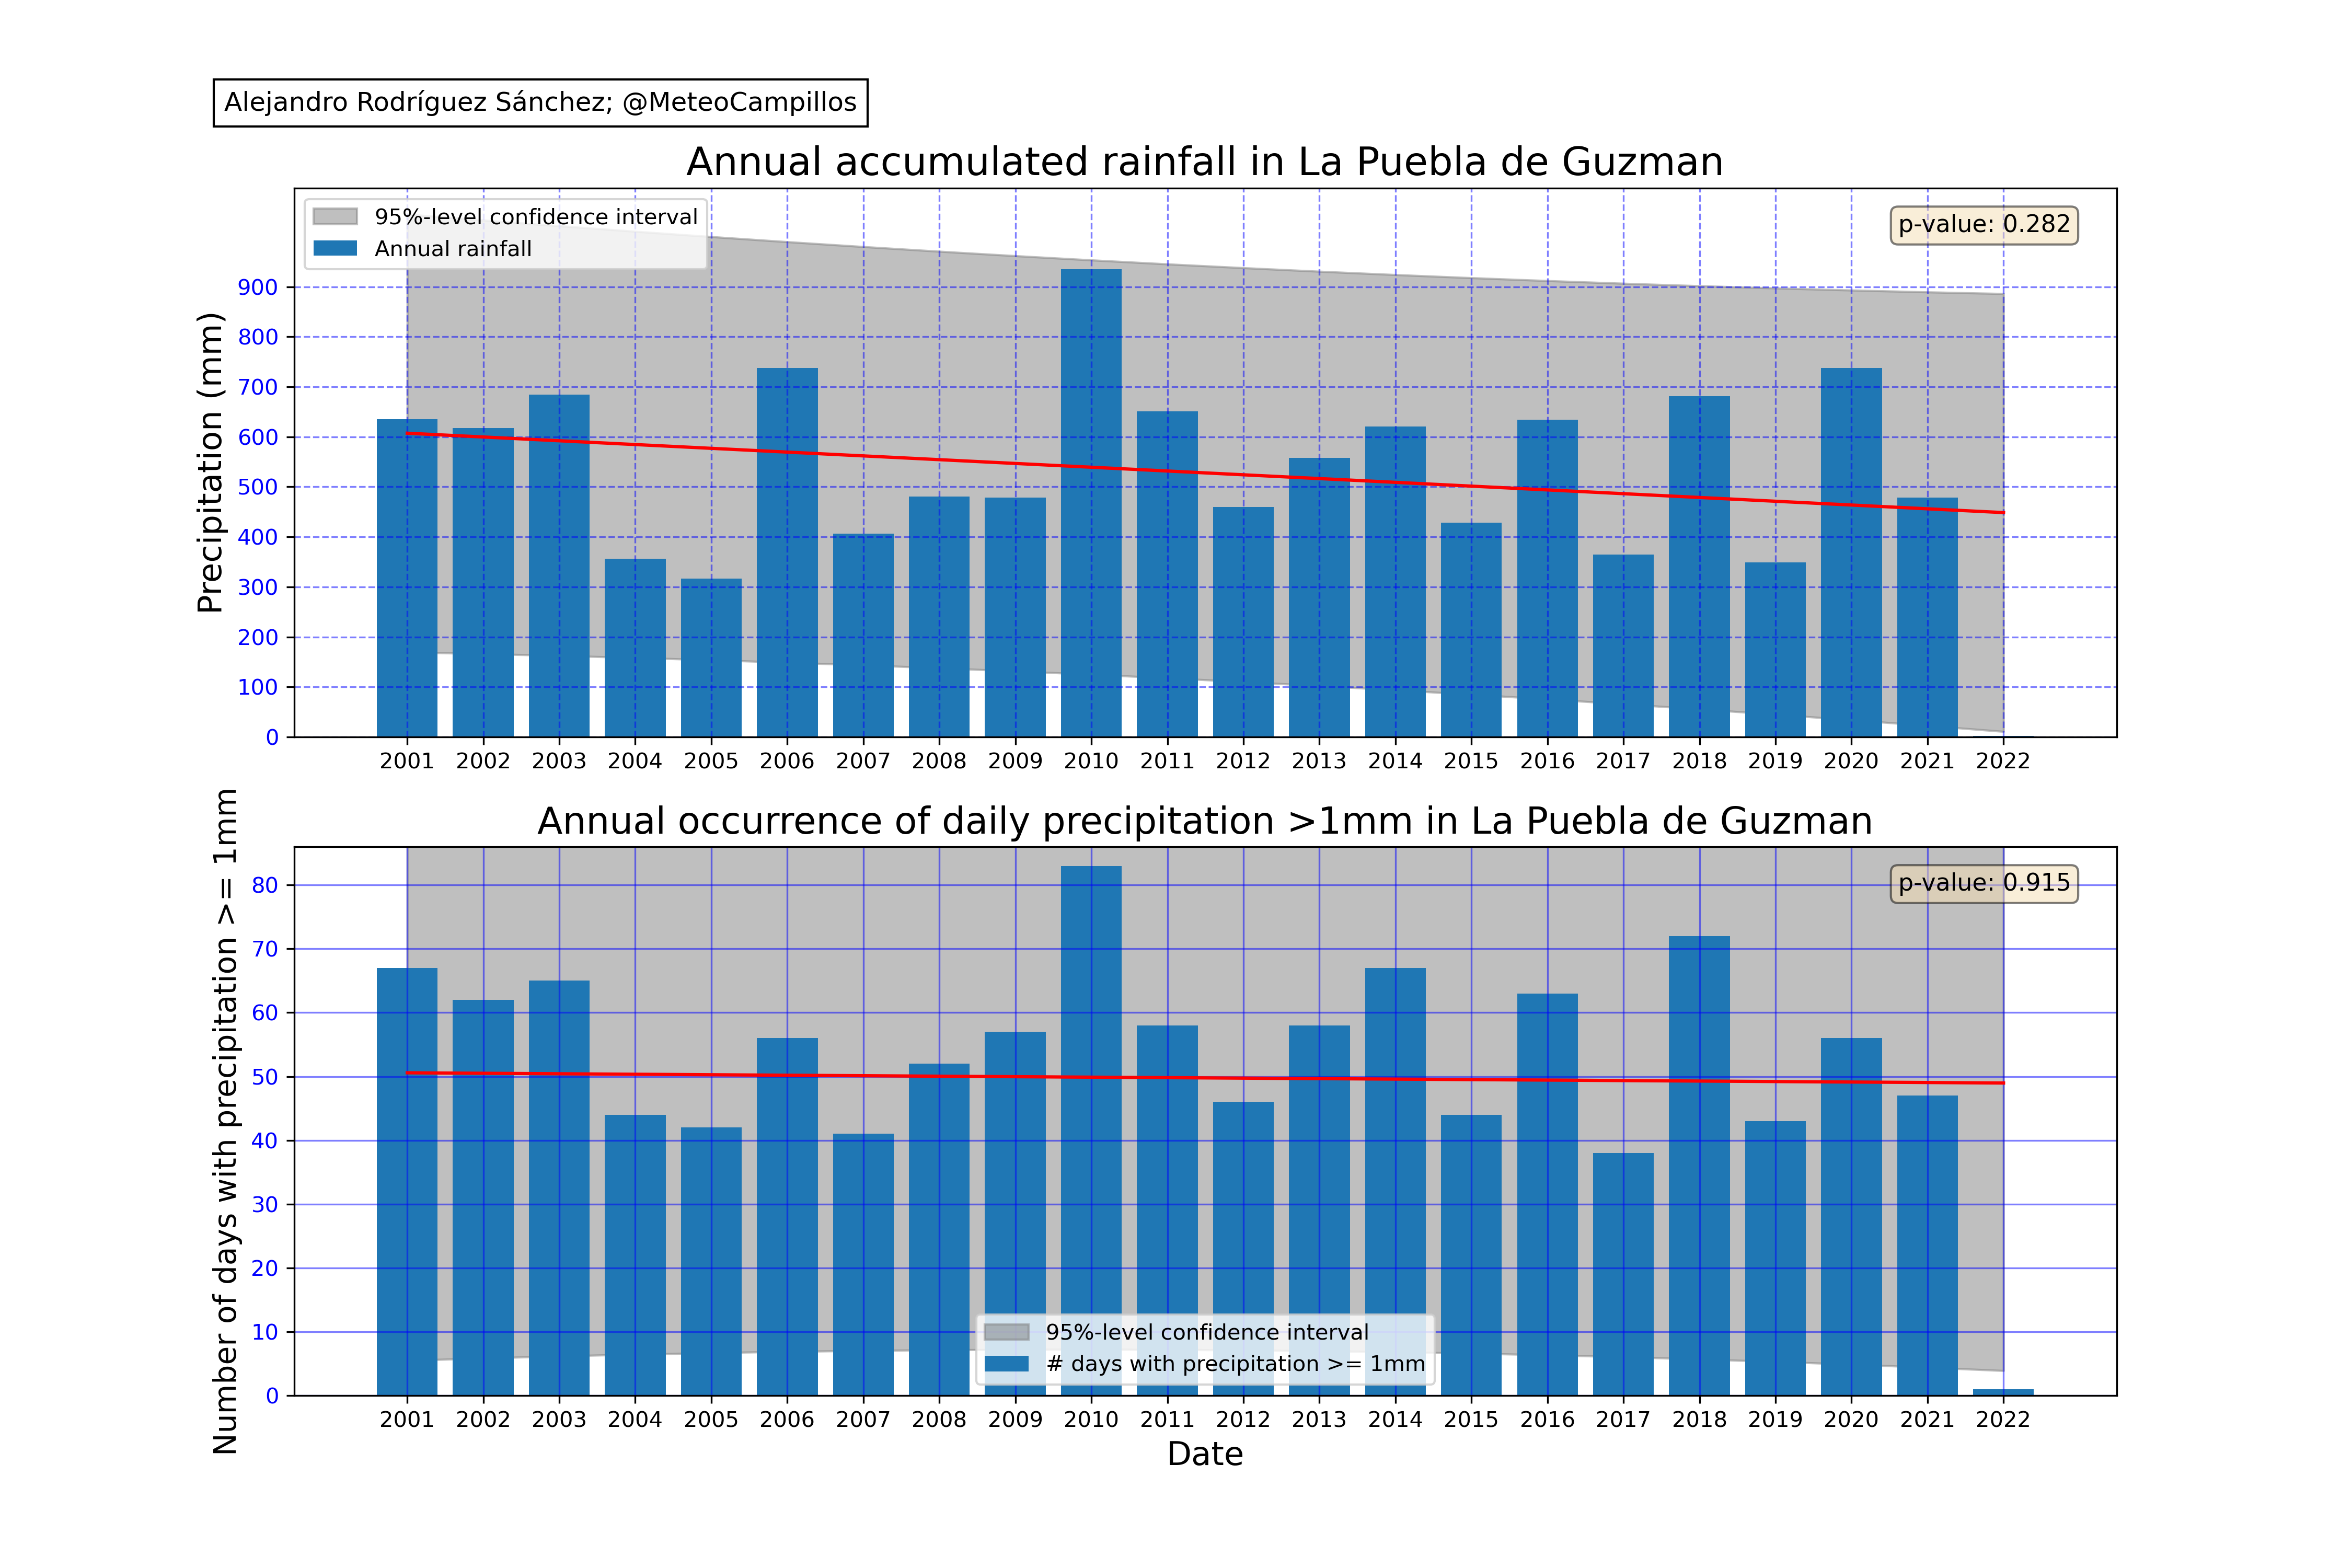 Alejandro Rodríguez Sánchez; @MeteoCampillos
Annual accumulated rainfall in La Puebla de Guzman
95%-level confidence interval
Annual rainfall
p-value: 0.282
Precipitation (mm)
900
800
700
600
500
400
300
200
100
0
2001 2002 2003 2004 2005 2006 2007 2008 2009 2010 2011 2012 2013 2014 2015 2016 2017 2018 2019 2020 2021 2022
Annual occurrence of daily precipitation >1mm in La Puebla de Guzman
p-value: 0.915
Number of days with precipitation >= 1mm
80
70
60
50
40
30
20
10
0
95%-level confidence interval
# days with precipitation >= 1mm
2001 2002 2003 2004 2005 2006 2007 2008 2009 2010 2011 2012 2013 2014 2015 2016 2017 2018 2019 2020 2021 2022
Date